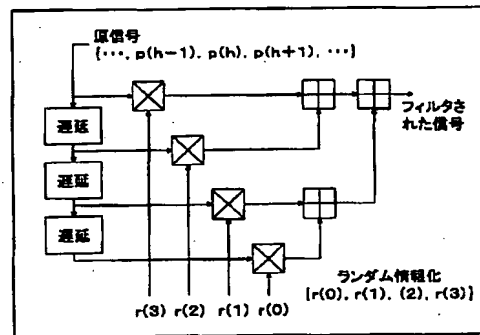 原信号
{···, p(h-1), p(h), p(h+1), ···}
遅延
遅延
遅延
フィルタさ
れた信号
ランダム情報化
[r(0), r(1), (2), r(3)]
r(3) r(2) r(1) r(0)